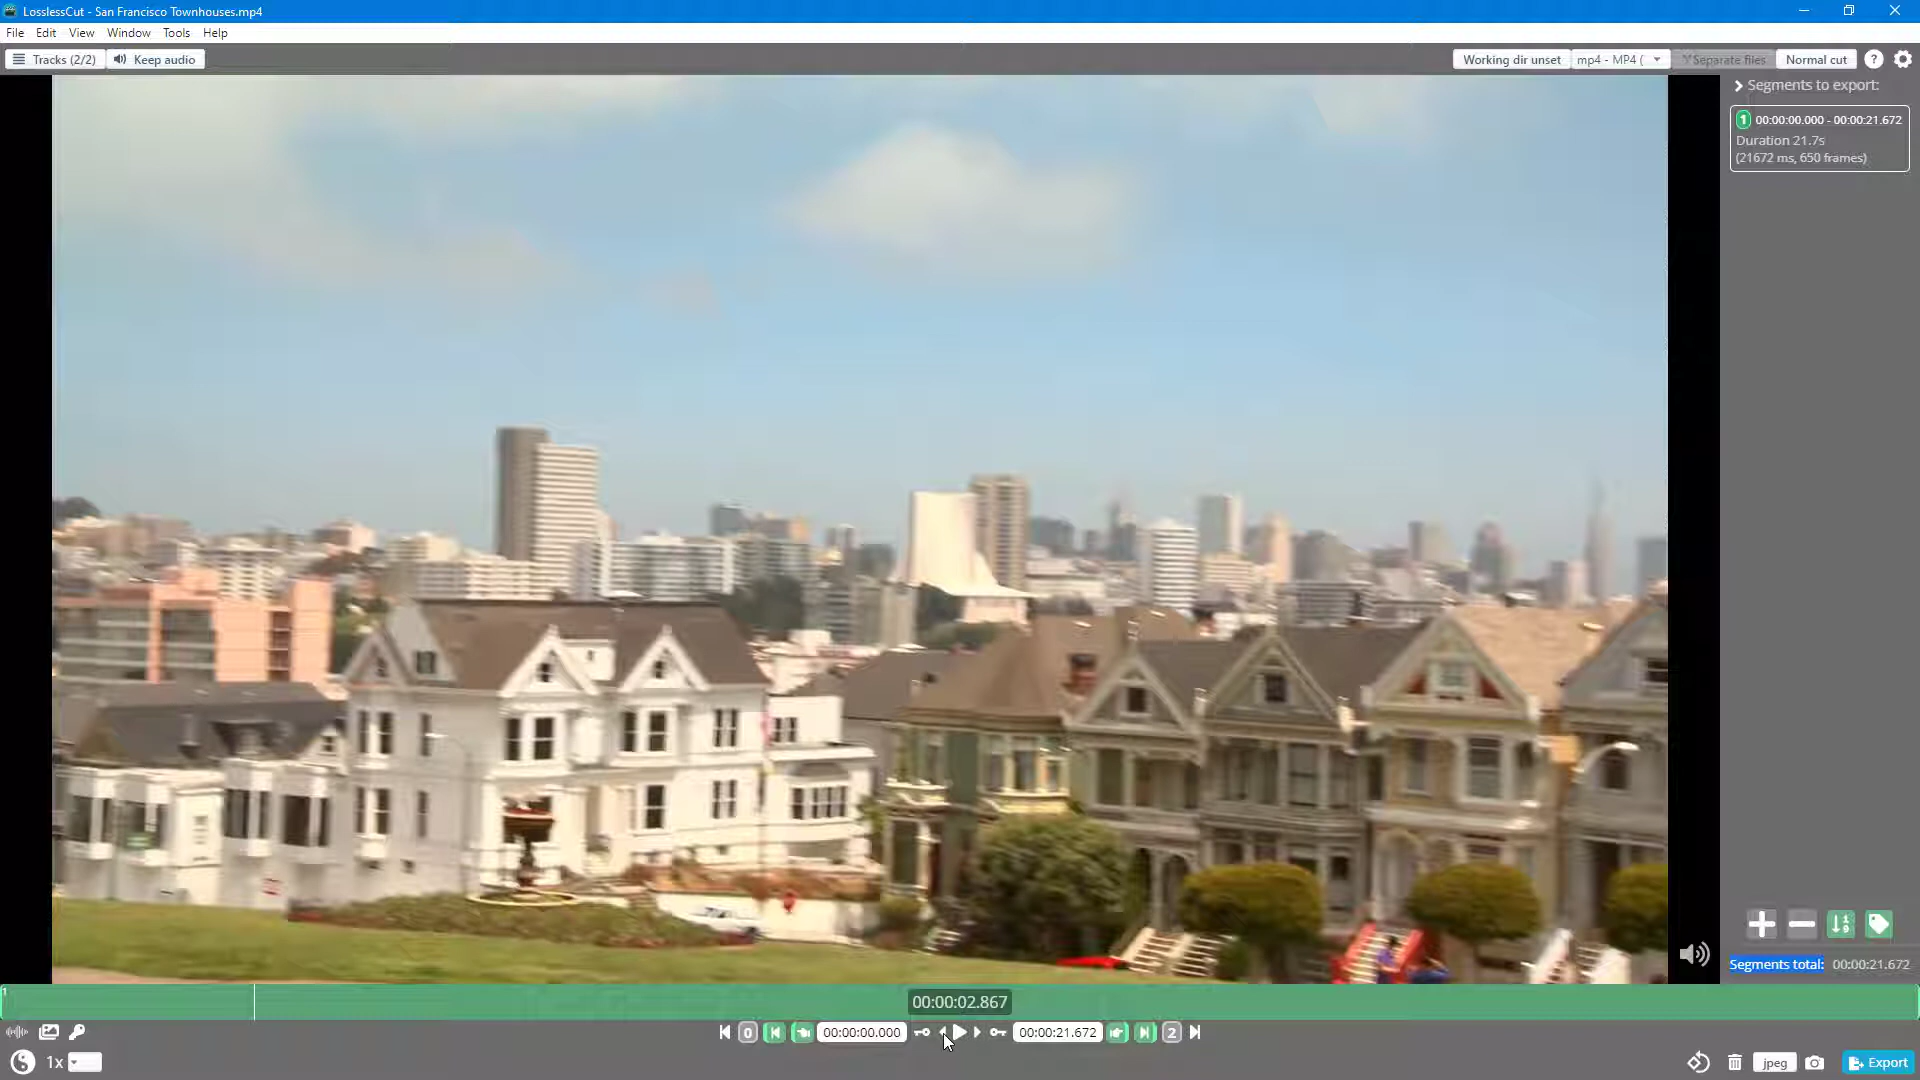 LosslessCut - San Francisco Townhouses.mp4
File Edit View Window Tools Help
Tracks (2/2) Keep audio
Working dir unset mp4 - MP4 ( Separate files Normal cut ?
Segments to export:
1 00:00:00.000 - 00:00:21.672
Duration 21.7s
(21672 ms, 650 frames)
Segments total: 00:00:21.672
1
00:00:02.867
0 00:00:00.000 00:00:21.672 2
1x jpeg Export